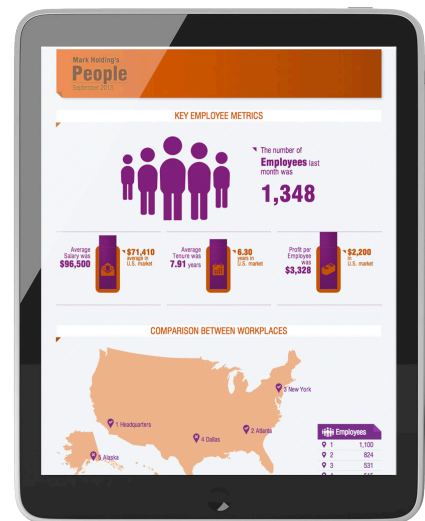 Mark Holding's
People
September 2013
KEY EMPLOYEE METRICS
The number of
Employees last
month was
1,348
Average
Salary was
$96,500
$71,410
average in
U.S. market
Average
Tenure was
7.91 years
6.30
years in
U.S. market
Profit per
Employee
was
$3,328
$2,200
in
U.S. market
COMPARISON BETWEEN WORKPLACES
3 New York
1 Headquarters
2 Atlanta
4 Dallas
5 Alaska
Employees
1 1,100
2 824
3 531